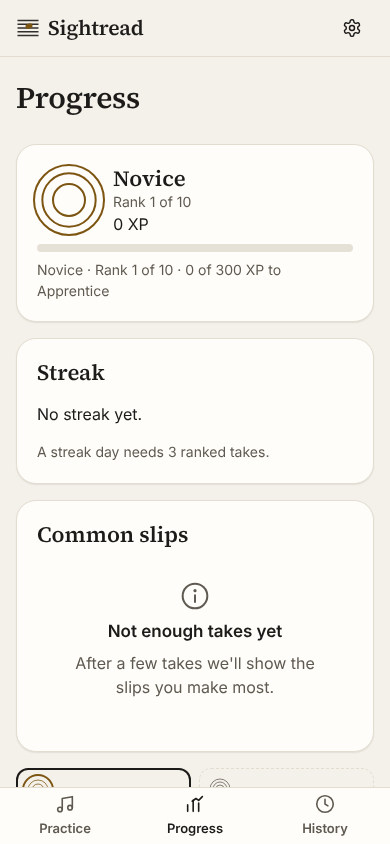 Sightread
Progress
Novice
Rank 1 of 10
0 XP
Novice · Rank 1 of 10 · 0 of 300 XP to
Apprentice
Streak
No streak yet.
A streak day needs 3 ranked takes.
Common slips
Not enough takes yet
After a few takes we'll show the
slips you make most.
Practice
Progress
History